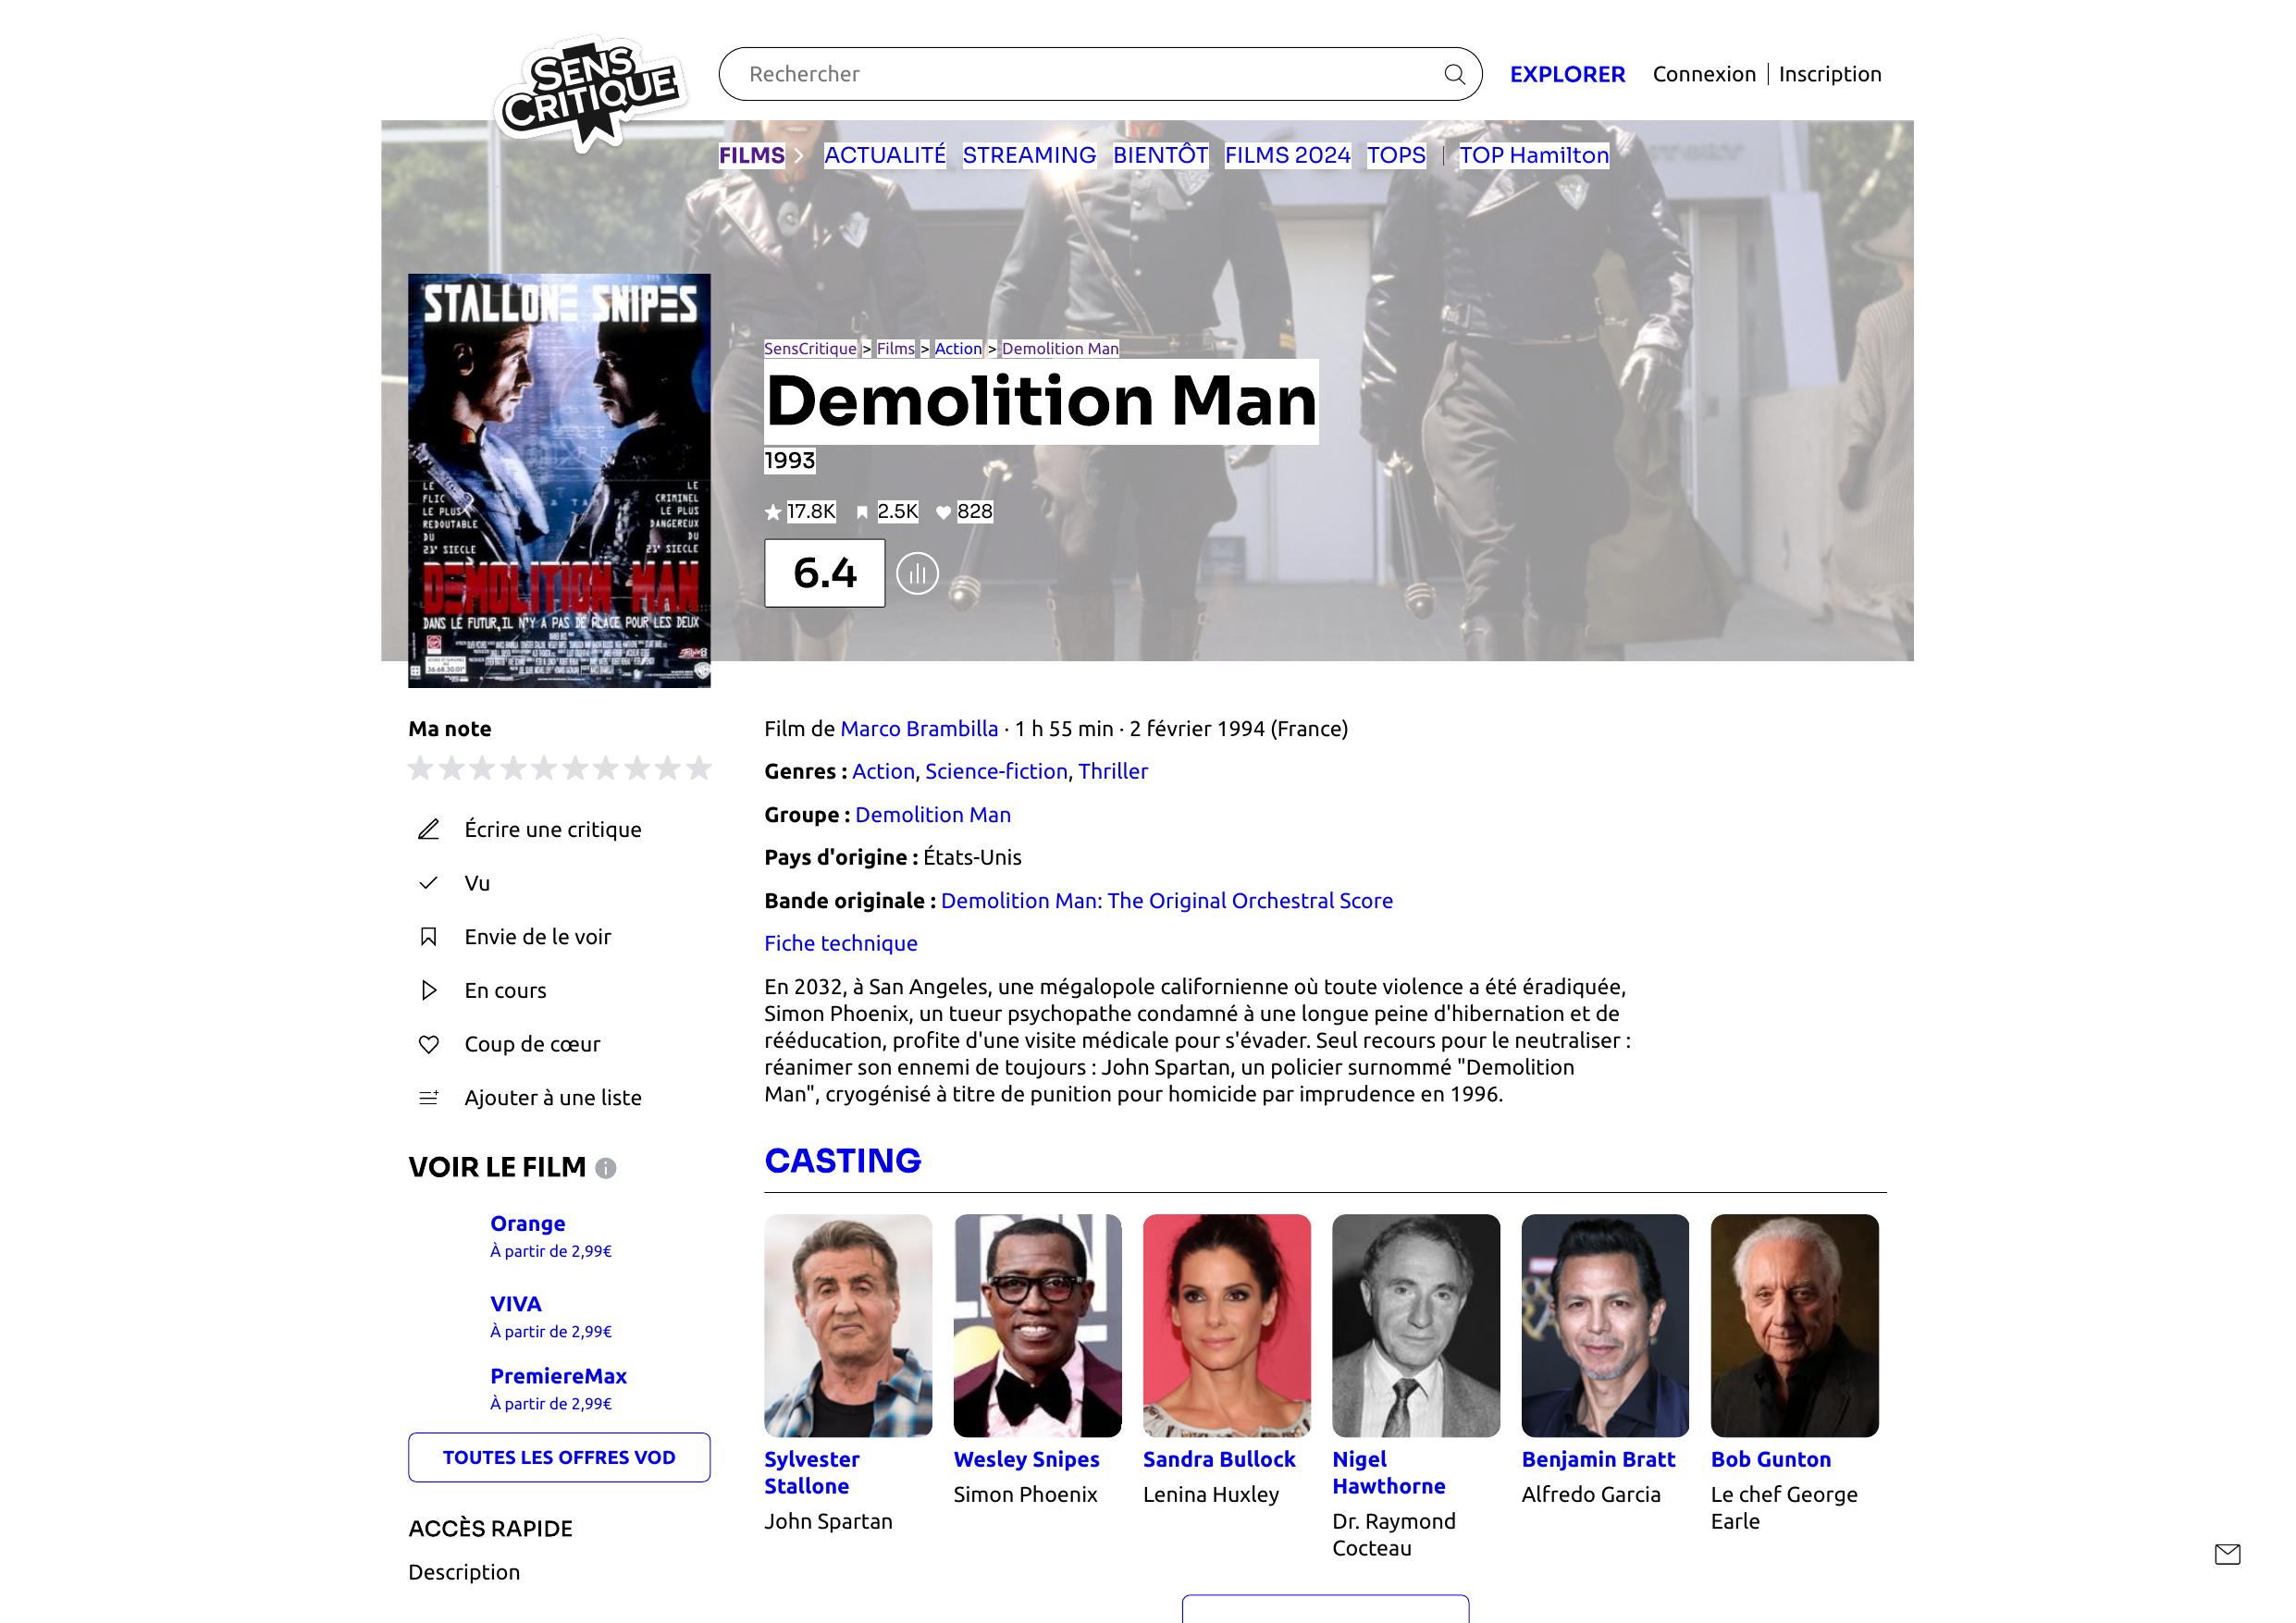 SENS
CRITIQUE
Rechercher
EXPLORER
Connexion
Inscription
FILMS
ACTUALITÉ
STREAMING
BIENTÔT
FILMS 2024
TOPS
TOP Hamilton
STALLONE SNIPES
LE
FLIC
LE PLUS
REDOUTABLE
DU
21e SIECLE
LE
CRIMINEL
LE PLUS
DANGEREUX
DU
21e SIECLE
DEMOLITION MAN
DANS LE FUTUR, IL N'Y A PAS DE PLACE POUR LES DEUX
SensCritique > Films > Action > Demolition Man
Demolition Man
1993
17.8K 2.5K 828
6.4
Ma note
Écrire une critique
Vu
Envie de le voir
En cours
Coup de cœur
Ajouter à une liste
VOIR LE FILM
Orange
À partir de 2,99€
VIVA
À partir de 2,99€
PremiereMax
À partir de 2,99€
TOUTES LES OFFRES VOD
ACCÈS RAPIDE
Description
Film de Marco Brambilla · 1 h 55 min · 2 février 1994 (France)
Genres : Action, Science-fiction, Thriller
Groupe : Demolition Man
Pays d'origine : États-Unis
Bande originale : Demolition Man: The Original Orchestral Score
Fiche technique
En 2032, à San Angeles, une mégalopole californienne où toute violence a été éradiquée,
Simon Phoenix, un tueur psychopathe condamné à une longue peine d'hibernation et de
rééducation, profite d'une visite médicale pour s'évader. Seul recours pour le neutraliser :
réanimer son ennemi de toujours : John Spartan, un policier surnommé "Demolition
Man", cryogénisé à titre de punition pour homicide par imprudence en 1996.
CASTING
Sylvester
Stallone
John Spartan
Wesley Snipes
Simon Phoenix
Sandra Bullock
Lenina Huxley
Nigel
Hawthorne
Dr. Raymond
Cocteau
Benjamin Bratt
Alfredo Garcia
Bob Gunton
Le chef George
Earle